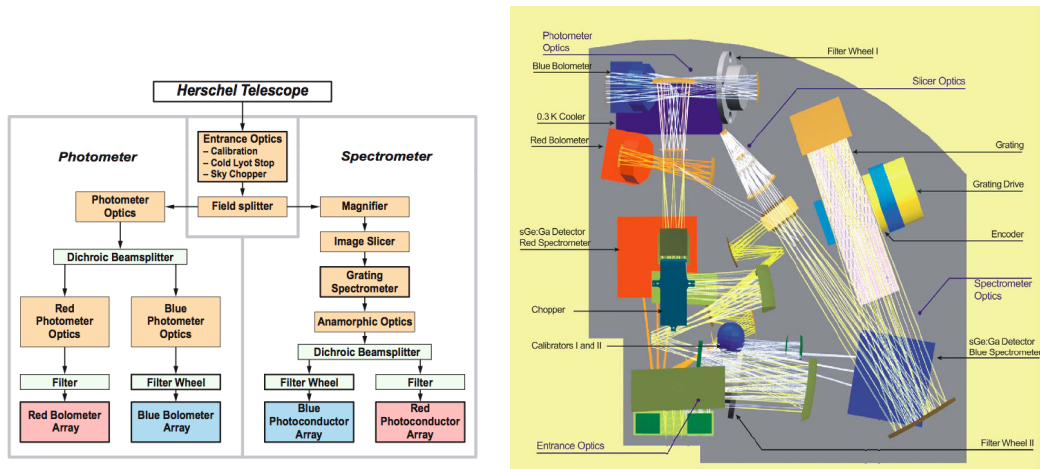 Herschel Telescope
Entrance Optics
– Calibration
– Cold Lyot Stop
– Sky Chopper
Photometer
Spectrometer
Photometer
Optics
Field splitter
Magnifier
Image Slicer
Dichroic Beamsplitter
Grating
Spectrometer
Red
Photometer
Optics
Blue
Photometer
Optics
Anamorphic Optics
Dichroic Beamsplitter
Filter
Filter Wheel
Filter Wheel
Filter
Red Bolometer
Array
Blue Bolometer
Array
Blue
Photoconductor
Array
Red
Photoconductor
Array
Photometer
Optics
Filter Wheel I
Blue Bolometer
Slicer Optics
0.3 K Cooler
Red Bolometer
Grating
Grating Drive
sGe:Ga Detector
Red Spectrometer
Encoder
Spectrometer
Optics
Chopper
Calibrators I and II
sGe:Ga Detector
Blue Spectrometer
Entrance Optics
Filter Wheel II